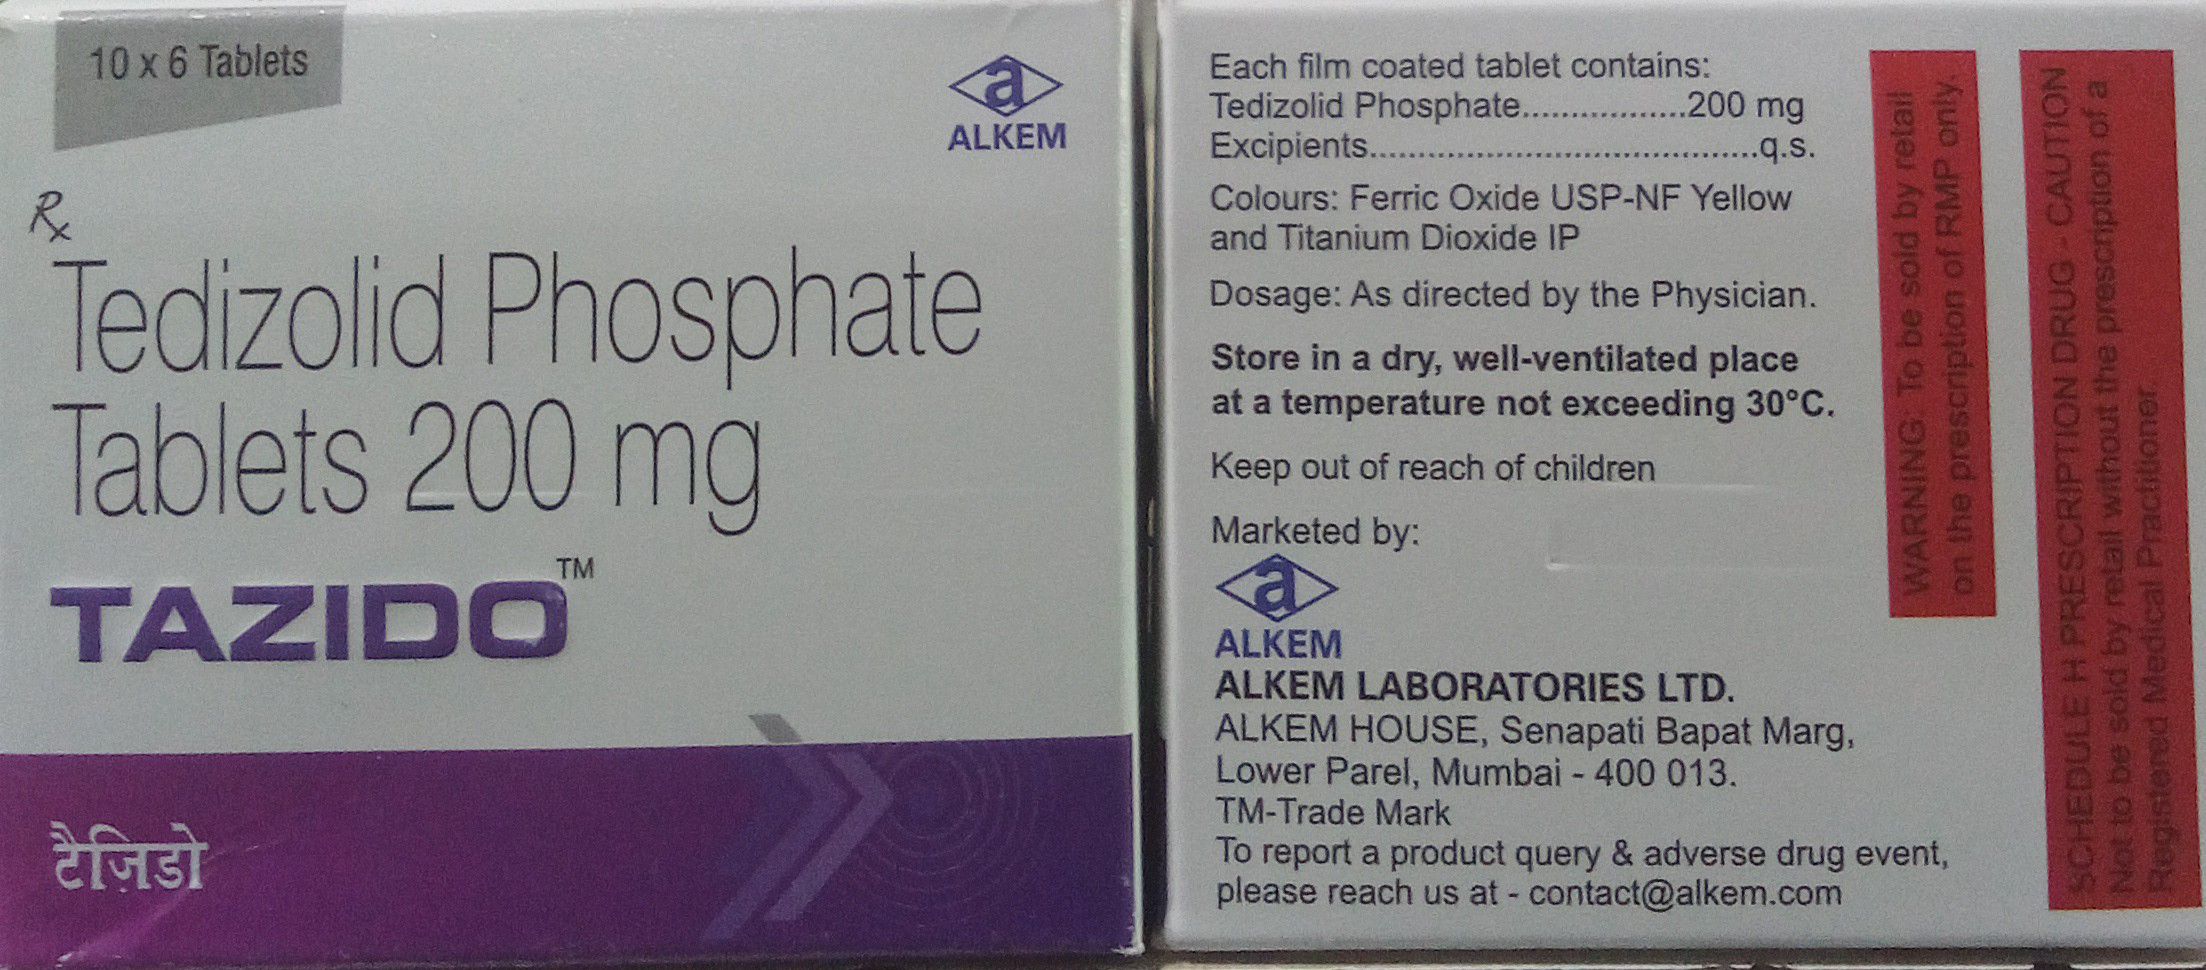 10 x 6 Tablets
a
ALKEM
Rx
Tedizolid Phosphate
Tablets 200 mg
TAZIDO™
टैज़िडो
Each film coated tablet contains:
Tedizolid Phosphate..................200 mg
Excipients.........................................q.s.
Colours: Ferric Oxide USP-NF Yellow
and Titanium Dioxide IP
Dosage: As directed by the Physician.
Store in a dry, well-ventilated place
at a temperature not exceeding 30°C.
Keep out of reach of children
Marketed by:
a
ALKEM
ALKEM LABORATORIES LTD.
ALKEM HOUSE, Senapati Bapat Marg,
Lower Parel, Mumbai - 400 013.
TM-Trade Mark
To report a product query & adverse drug event,
please reach us at - contact@alkem.com
WARNING: To be sold by retail
on the prescription of RMP only.
SCHEDULE H PRESCRIPTION DRUG - CAUTION
Not to be sold by retail without the prescription of a
Registered Medical Practitioner.